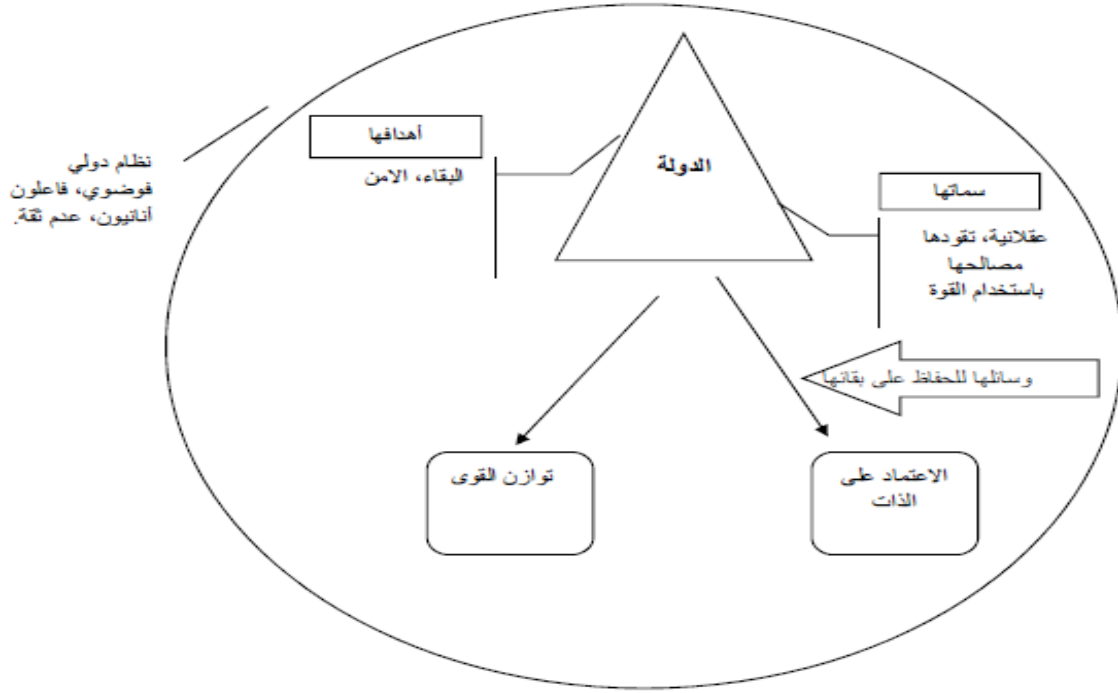 الدولة
أهدافها
البقاء، الامن
سماتها
عقلانية، تقودها
مصالحها
باستخدام القوة
نظام دولي
فوضوي، فاعلون
أنانيون، عدم ثقة.
وسائلها للحفاظ على بقائها
الاعتماد على
الذات
توازن القوى